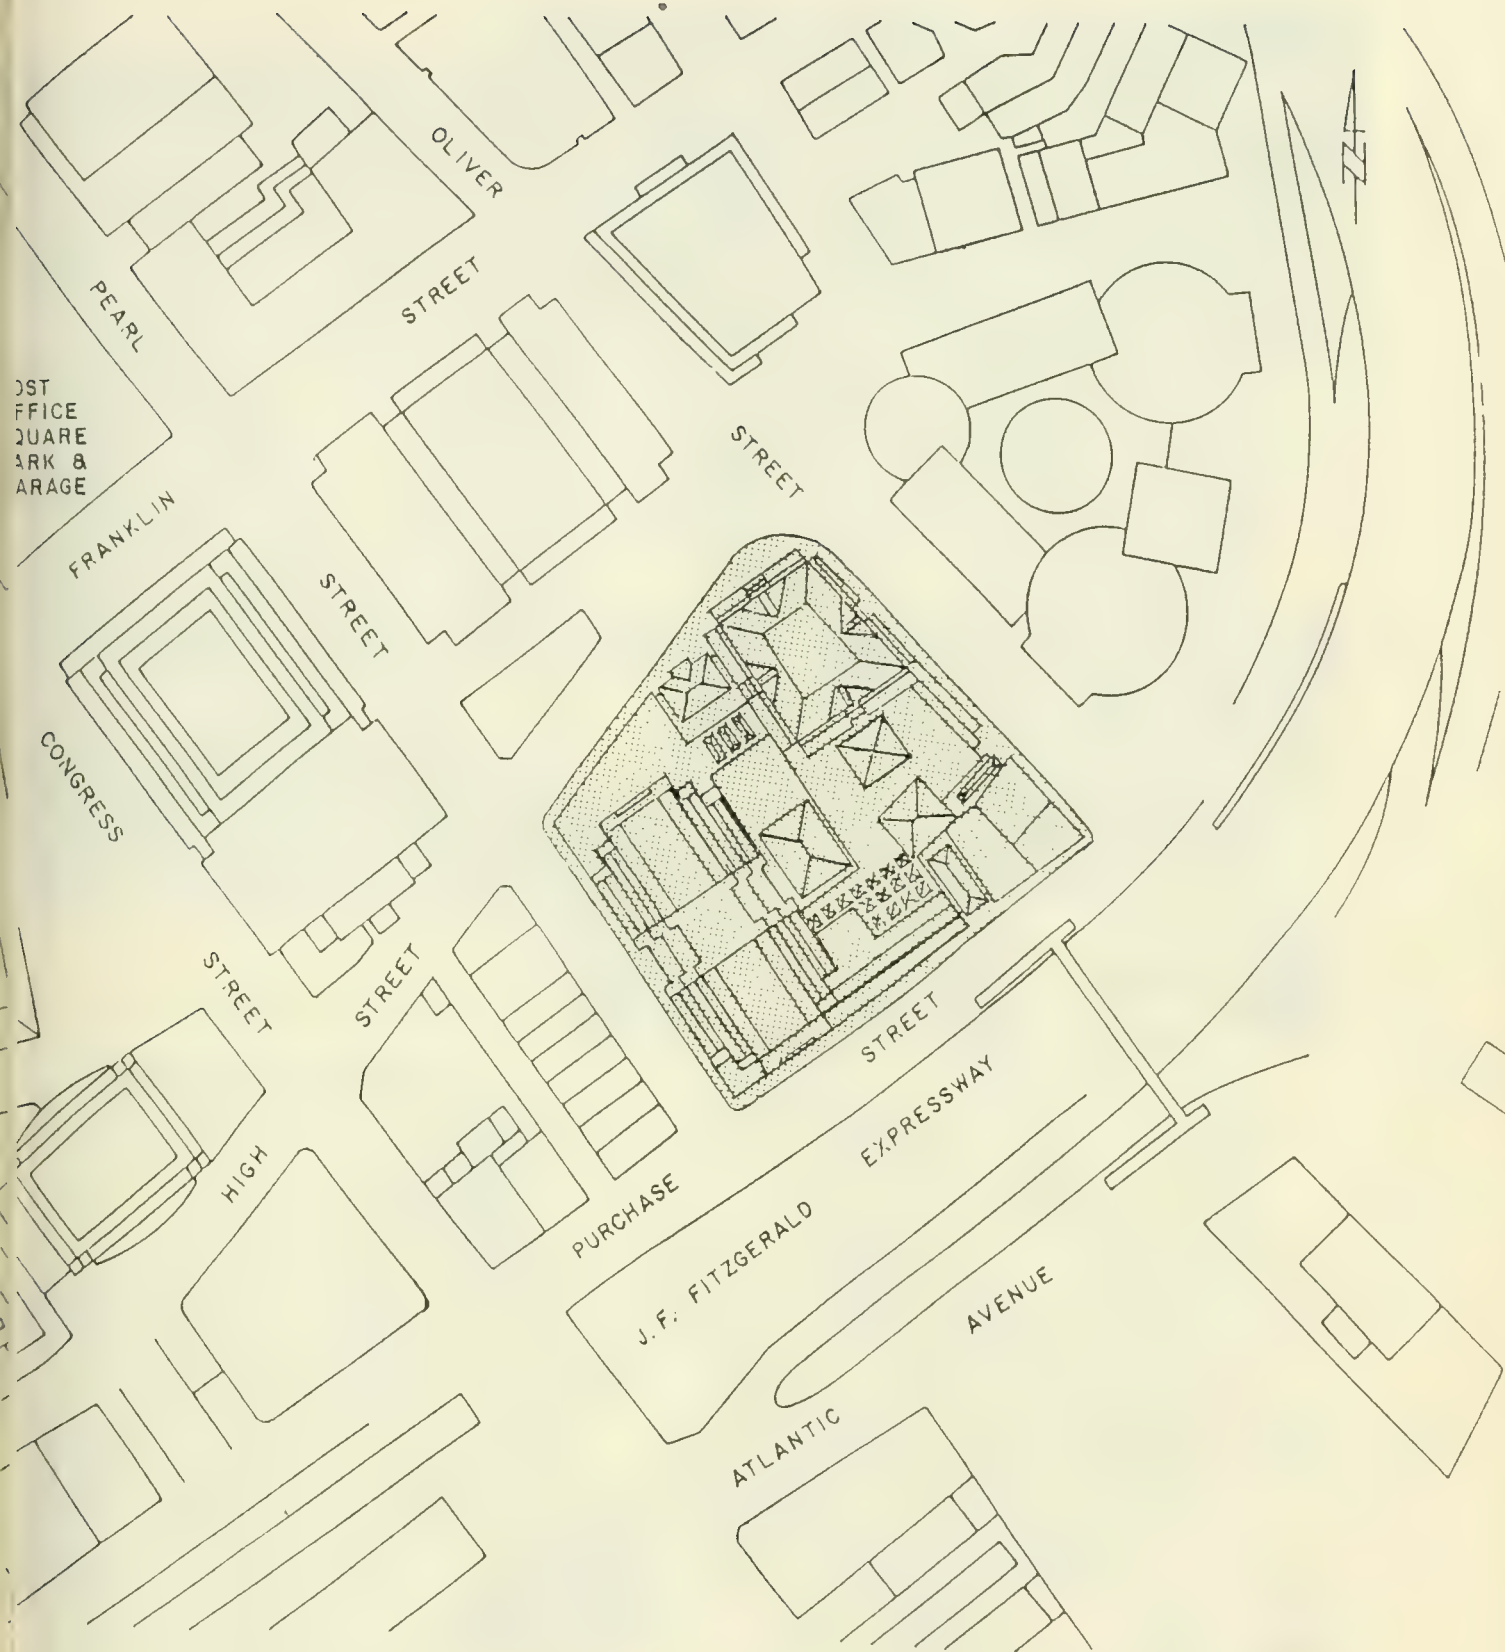 OLIVER
STREET
PEARL
STREET
N
OST
FFICE
QUARE
ARK &
ARAGE
FRANKLIN
STREET
CONGRESS
STREET
STREET
STREET
HIGH
PURCHASE
EXPRESSWAY
J. F. FITZGERALD
AVENUE
ATLANTIC